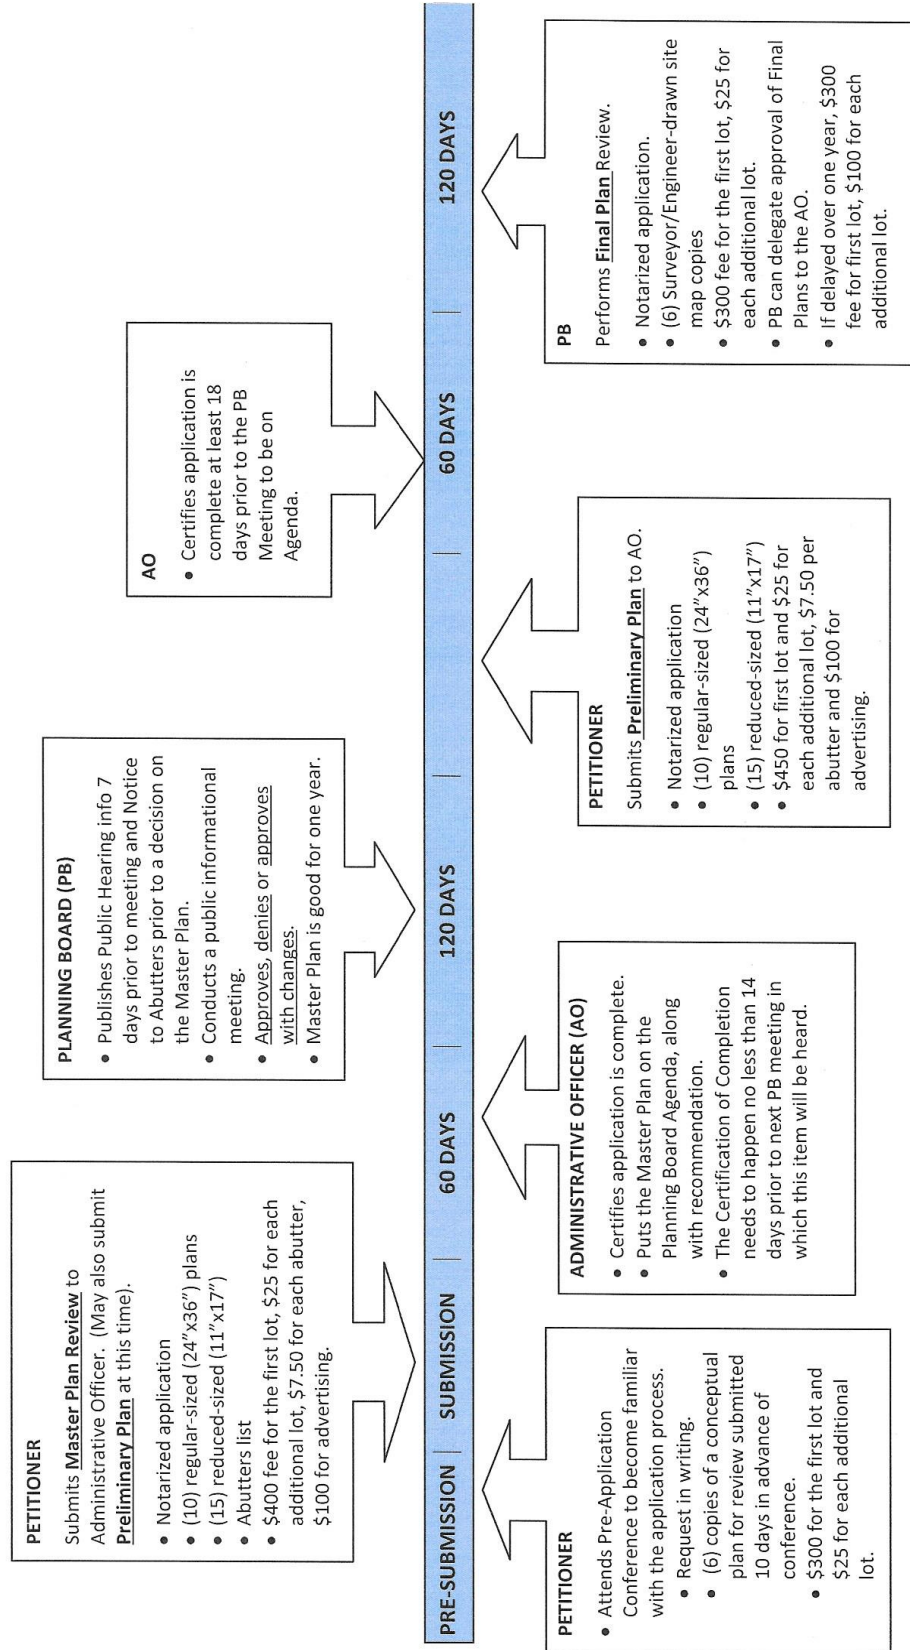 PETITIONER
Submits Master Plan Review to
Administrative Officer. (May also submit
Preliminary Plan at this time).
• Notarized application
• (10) regular-sized (24”x36”) plans
• (15) reduced-sized (11”x17”)
• Abutters list
• $400 fee for the first lot, $25 for each
additional lot, $7.50 for each abutter,
$100 for advertising.
PLANNING BOARD (PB)
• Publishes Public Hearing info 7
days prior to meeting and Notice
to Abutters prior to a decision on
the Master Plan.
• Conducts a public informational
meeting.
• Approves, denies or approves
with changes.
• Master Plan is good for one year.
AO
• Certifies application is
complete at least 18
days prior to the PB
Meeting to be on
Agenda.
PRE-SUBMISSION | SUBMISSION | 60 DAYS | 120 DAYS | | 60 DAYS | 120 DAYS
PETITIONER
• Attends Pre-Application
Conference to become familiar
with the application process.
• Request in writing.
• (6) copies of a conceptual
plan for review submitted
10 days in advance of
conference.
• $300 for the first lot and
$25 for each additional
lot.
ADMINISTRATIVE OFFICER (AO)
• Certifies application is complete.
• Puts the Master Plan on the
Planning Board Agenda, along
with recommendation.
• The Certification of Completion
needs to happen no less than 14
days prior to next PB meeting in
which this item will be heard.
PETITIONER
Submits Preliminary Plan to AO.
• Notarized application
• (10) regular-sized (24”x36”)
plans
• (15) reduced-sized (11”x17”)
• $450 for first lot and $25 for
each additional lot, $7.50 per
abutter and $100 for
advertising.
PB
Performs Final Plan Review.
• Notarized application.
• (6) Surveyor/Engineer-drawn site
map copies
• $300 fee for the first lot, $25 for
each additional lot.
• PB can delegate approval of Final
Plans to the AO.
• If delayed over one year, $300
fee for first lot, $100 for each
additional lot.